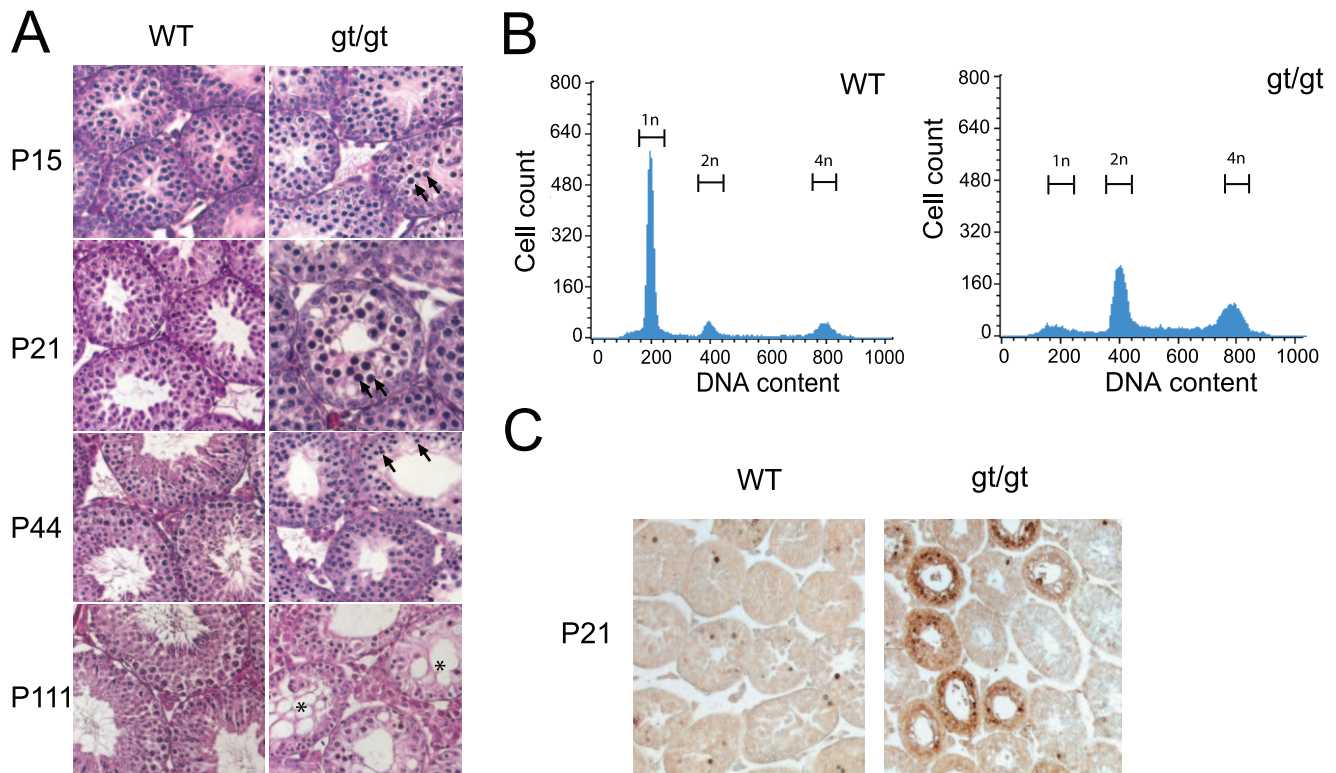 A
WT
gt/gt
P15
P21
P44
P111
*
*
B
WT
800
640
480
320
160
0
1n
2n
4n
Cell count
0 200 400 600 800 1000
DNA content
gt/gt
800
640
480
320
160
0
1n
2n
4n
Cell count
0 200 400 600 800 1000
DNA content
C
WT
gt/gt
P21